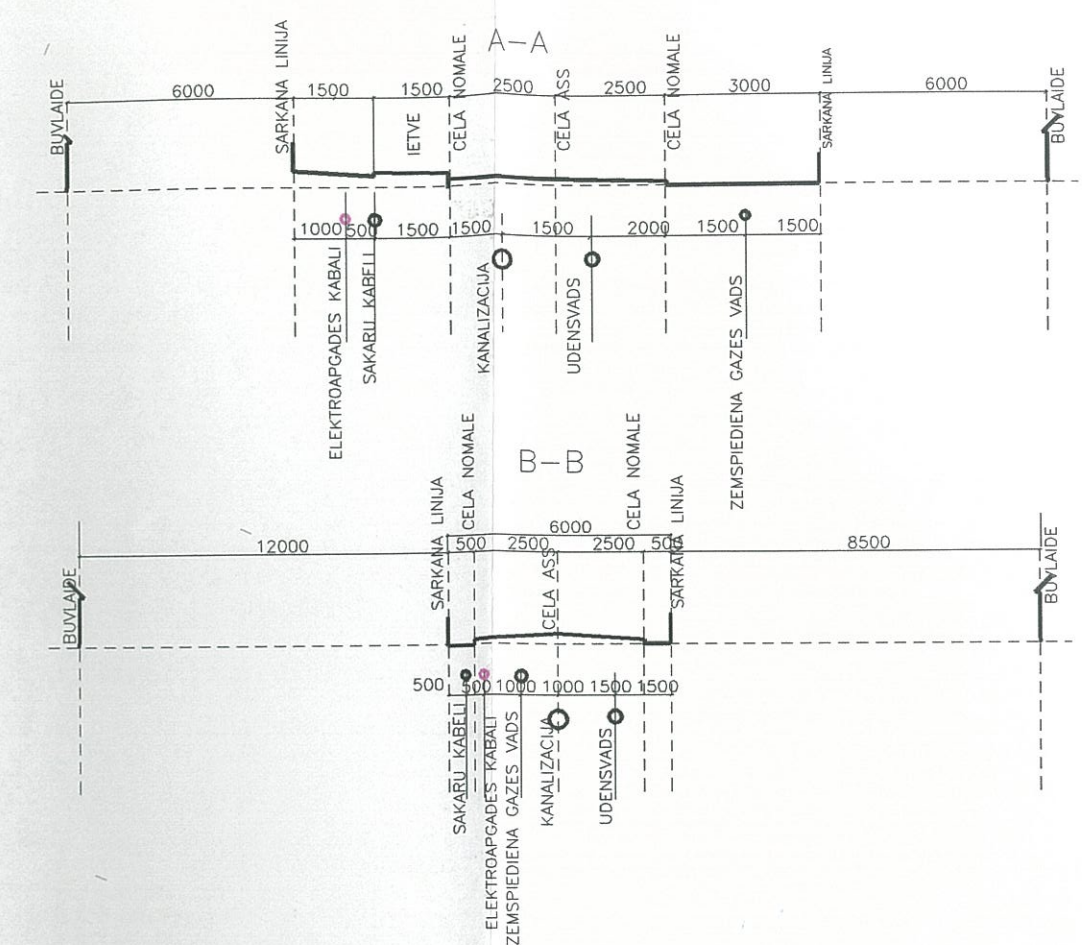 A-A
BUVLAIDE
SARKANA LINIJA
IETVE
CELA NOMALE
CELA ASS
CELA NOMALE
SARKANA LINIJA
BUVLAIDE
6000 1500 1500 2500 2500 3000 6000
1000 500 1500 1500 1500 2000 1500 1500
ELEKTROAPGADES KABALI
SAKARU KABELI
KANALIZACIJA
UDENSVADS
ZEMSPIEDIENA GAZES VADS
B-B
BUVLAIDE
SARKANA LINIJA
CELA NOMALE
CELA ASS
CELA NOMALE
SARKANA LINIJA
BUVLAIDE
6000
12000 500 2500 2500 500 8500
500 500 1000 1000 1500 1500
SAKARU KABELI
ELEKTROAPGADES KABALI
ZEMSPIEDIENA GAZES VADS
KANALIZACIJA
UDENSVADS